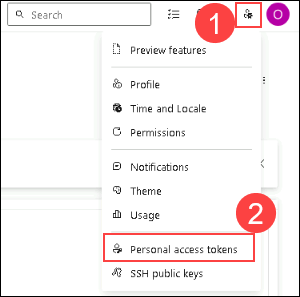 Search
1
O
Preview features
Profile
Time and Locale
Permissions
Notifications
Theme
Usage
2
Personal access tokens
SSH public keys